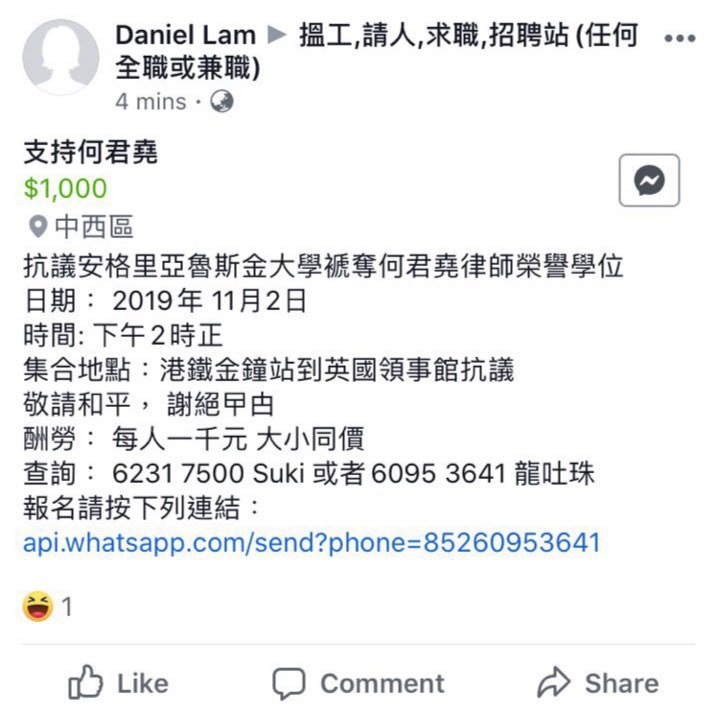 Daniel Lam ▶ 搵工,請人,求職,招聘站 (任何
全職或兼職)
4 mins ·
支持何君堯
$1,000
中西區
抗議安格里亞魯斯金大學褫奪何君堯律師榮譽學位
日期： 2019年 11月2日
時間: 下午2時正
集合地點：港鐵金鐘站到英國領事館抗議
敬請和平， 謝絕曱甴
酬勞： 每人一千元 大小同價
查詢： 6231 7500 Suki 或者 6095 3641 龍吐珠
報名請按下列連結：
api.whatsapp.com/send?phone=85260953641
1
Like Comment Share